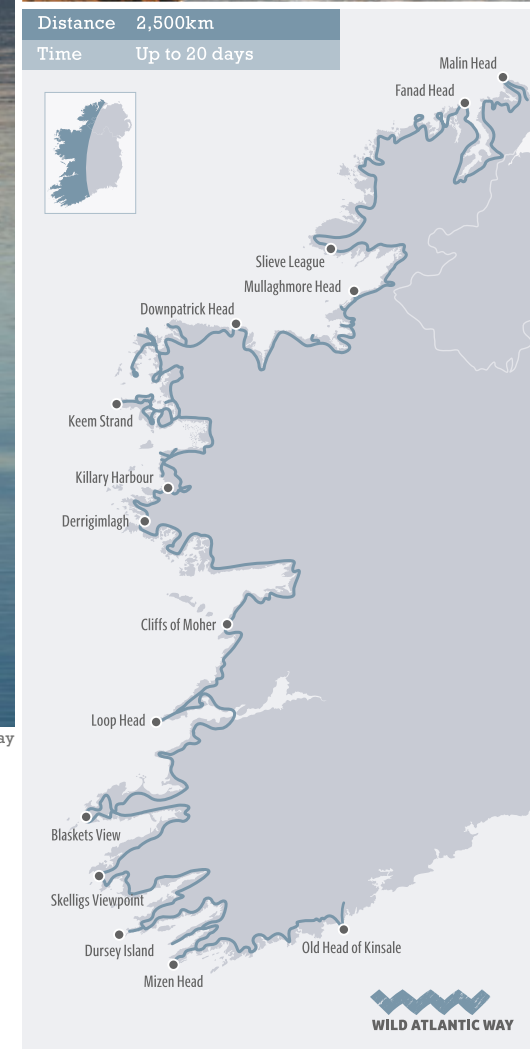 Distance 2,500km
Time Up to 20 days
Malin Head
Fanad Head
Slieve League
Mullaghmore Head
Downpatrick Head
Keem Strand
Killary Harbour
Derrigimlagh
Cliffs of Moher
Loop Head
ay
Blaskets View
Skelligs Viewpoint
Dursey Island
Old Head of Kinsale
Mizen Head
WILD ATLANTIC WAY